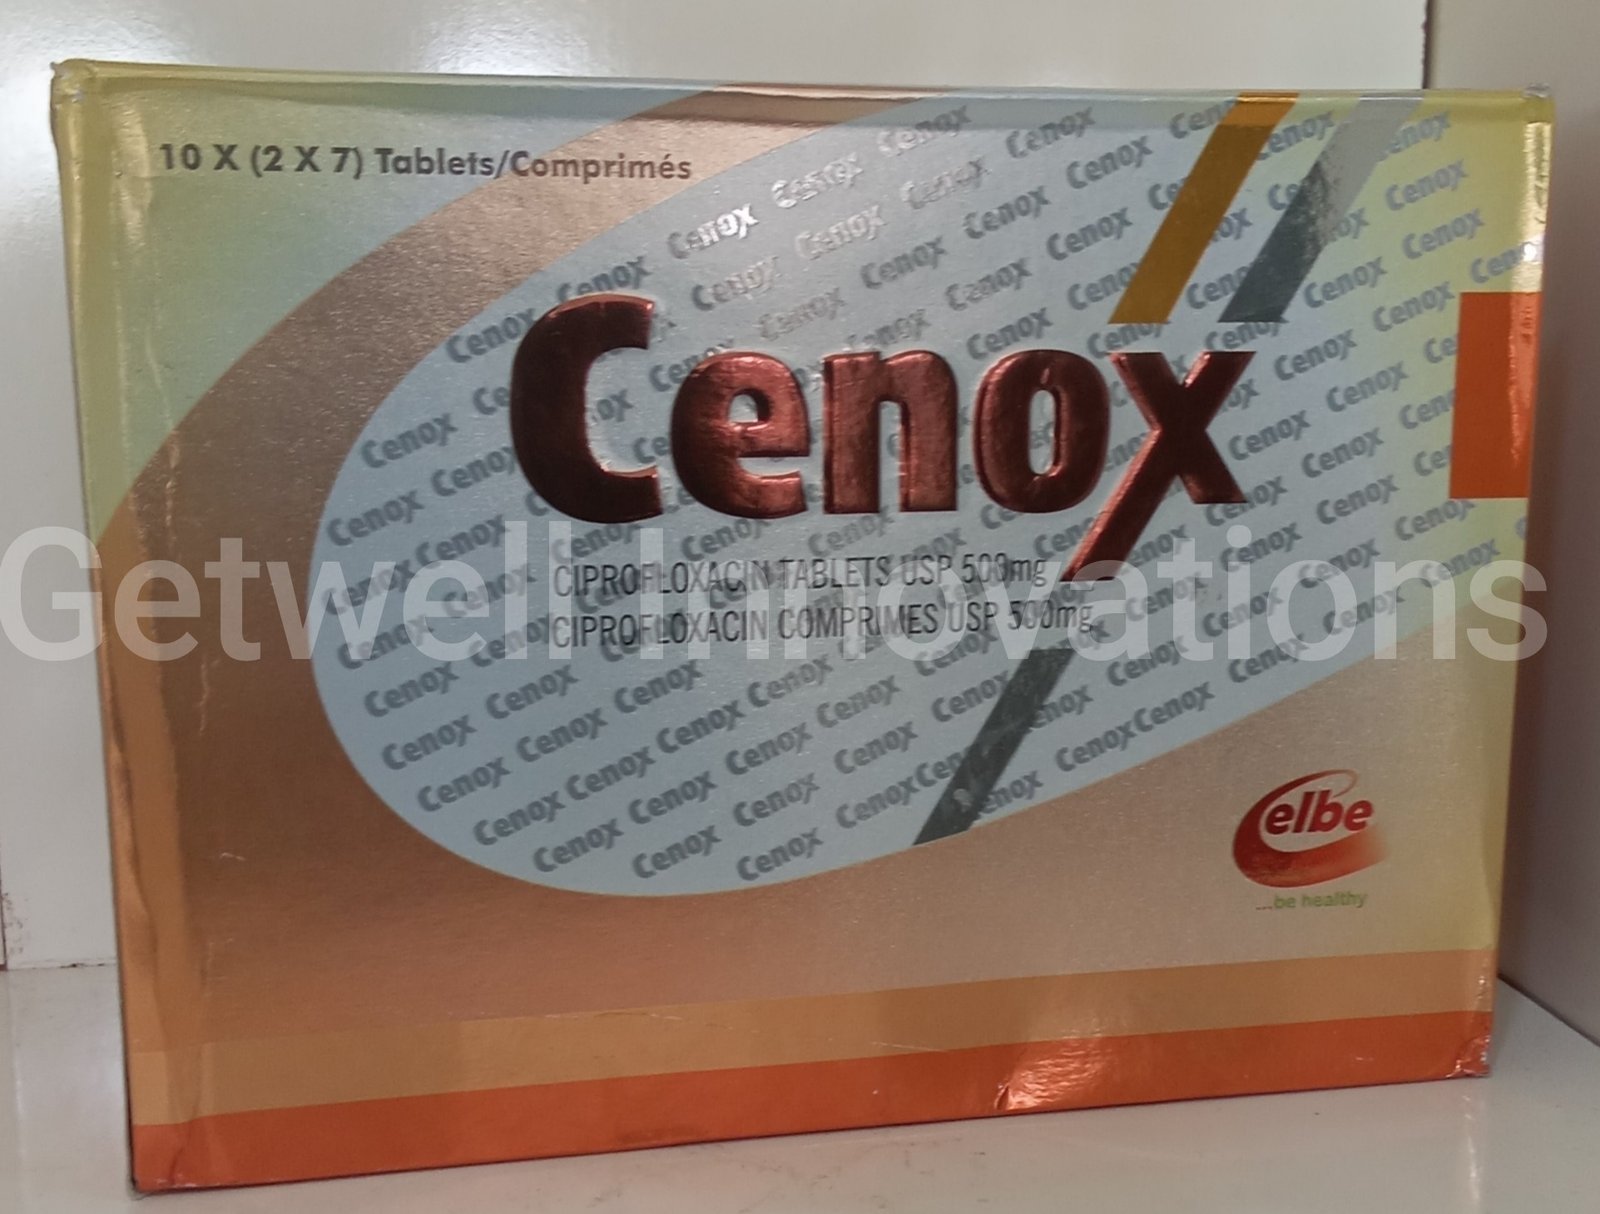 10 X (2 X 7) Tablets/Comprimés
Cenox
CIPROFLOXACIN TABLETS USP 500mg
CIPROFLOXACIN COMPRIMES USP 500mg
Getwell Innovations
elbe
...be healthy